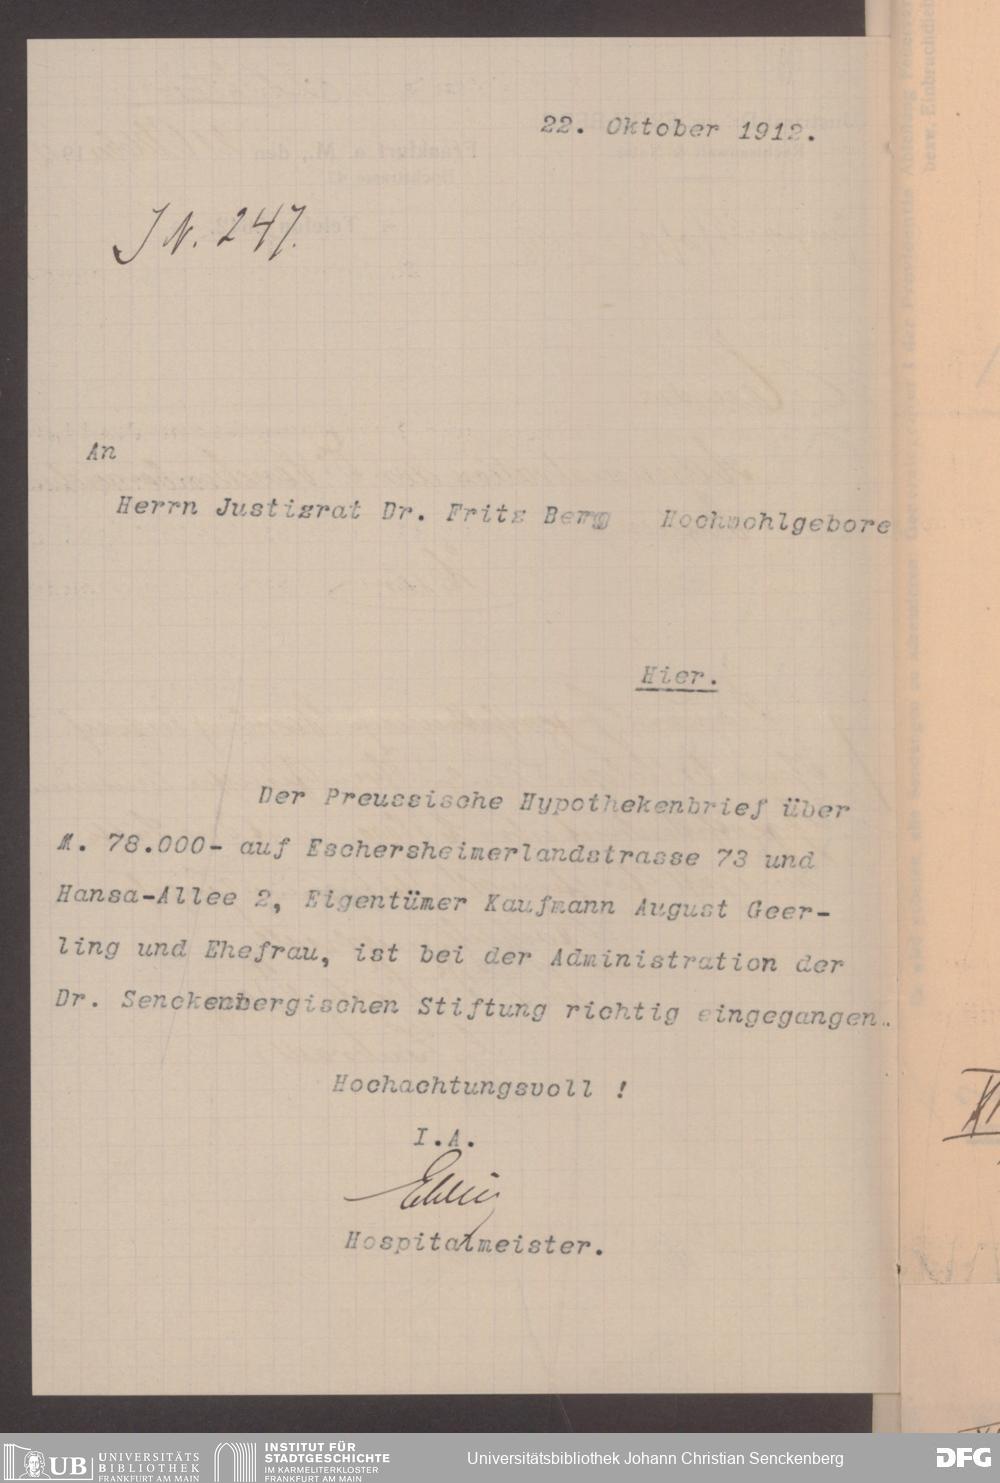 22. Oktober 1912.
J N. 247.
An
Herrn Justizrat Dr. Fritz Berg Hochwohlgebore
Hier.
Der Preussische Hypothekenbrief über
M. 78.000- auf Eschersheimerlandstrasse 73 und
Hansa-Allee 2, Eigentümer Kaufmann August Geer-
ling und Ehefrau, ist bei der Administration der
Dr. Senckenbergischen Stiftung richtig eingegangen..
Hochachtungsvoll !
I.A.
Hospitalmeister.
UB UNIVERSITÄTS
BIBLIOTHEK
FRANKFURT AM MAIN
INSTITUT FÜR
STADTGESCHICHTE
IM KARMELITERKLOSTER
FRANKFURT AM MAIN
Universitätsbibliothek Johann Christian Senckenberg
DFG